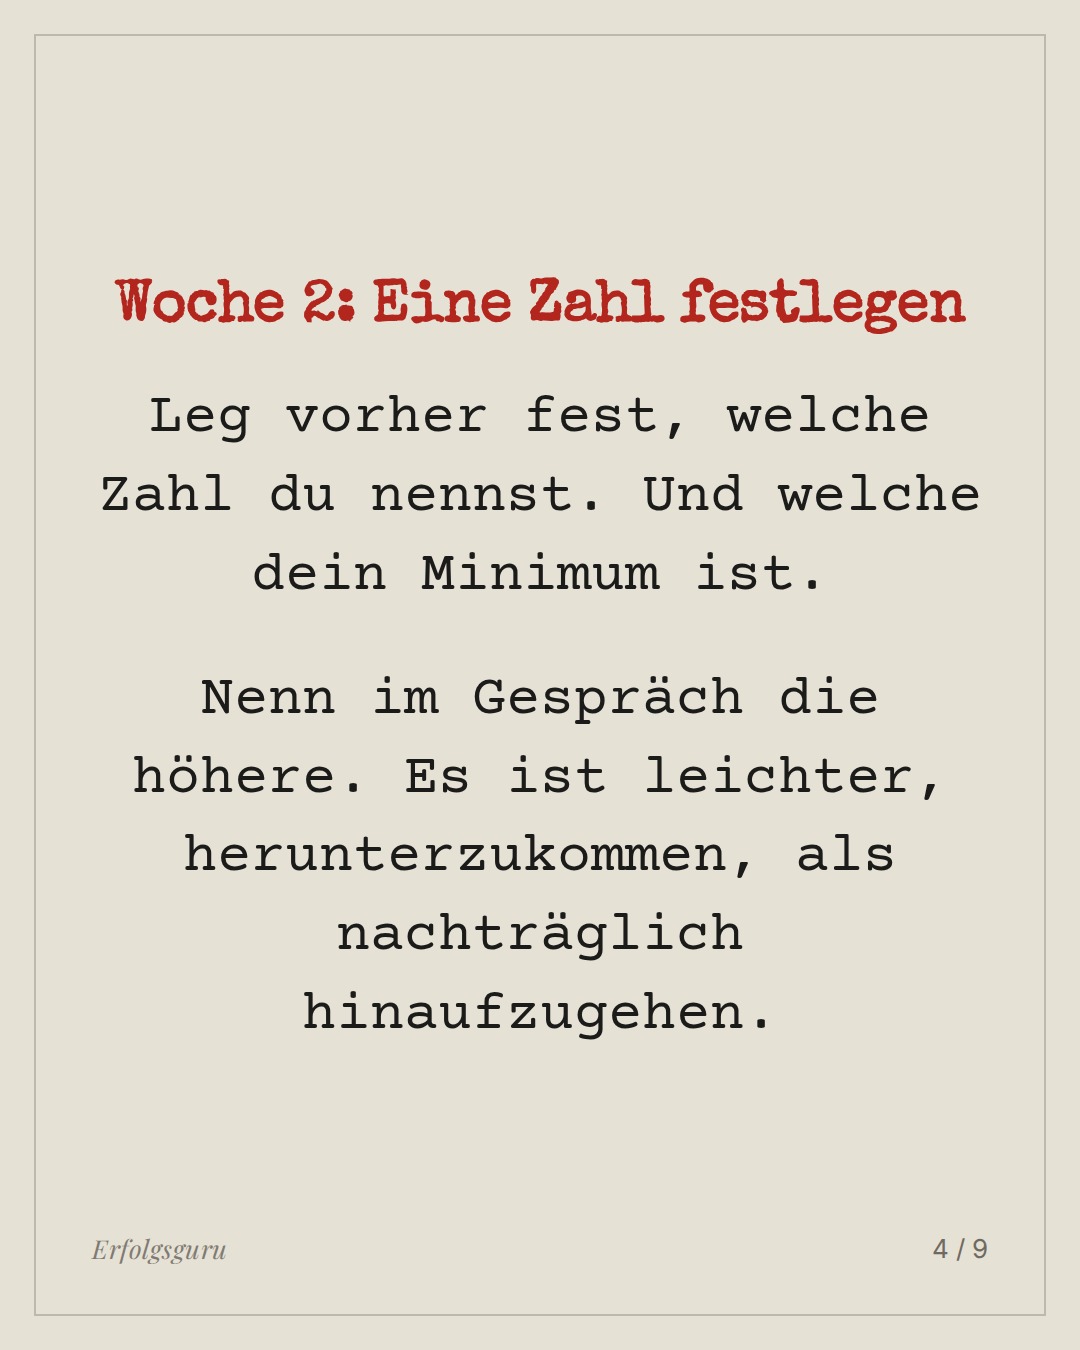 Woche 2: Eine Zahl festlegen
Leg vorher fest, welche
Zahl du nennst. Und welche
dein Minimum ist.
Nenn im Gespräch die
höhere. Es ist leichter,
herunterzukommen, als
nachträglich
hinaufzugehen.
Erfolgsguru
4 / 9